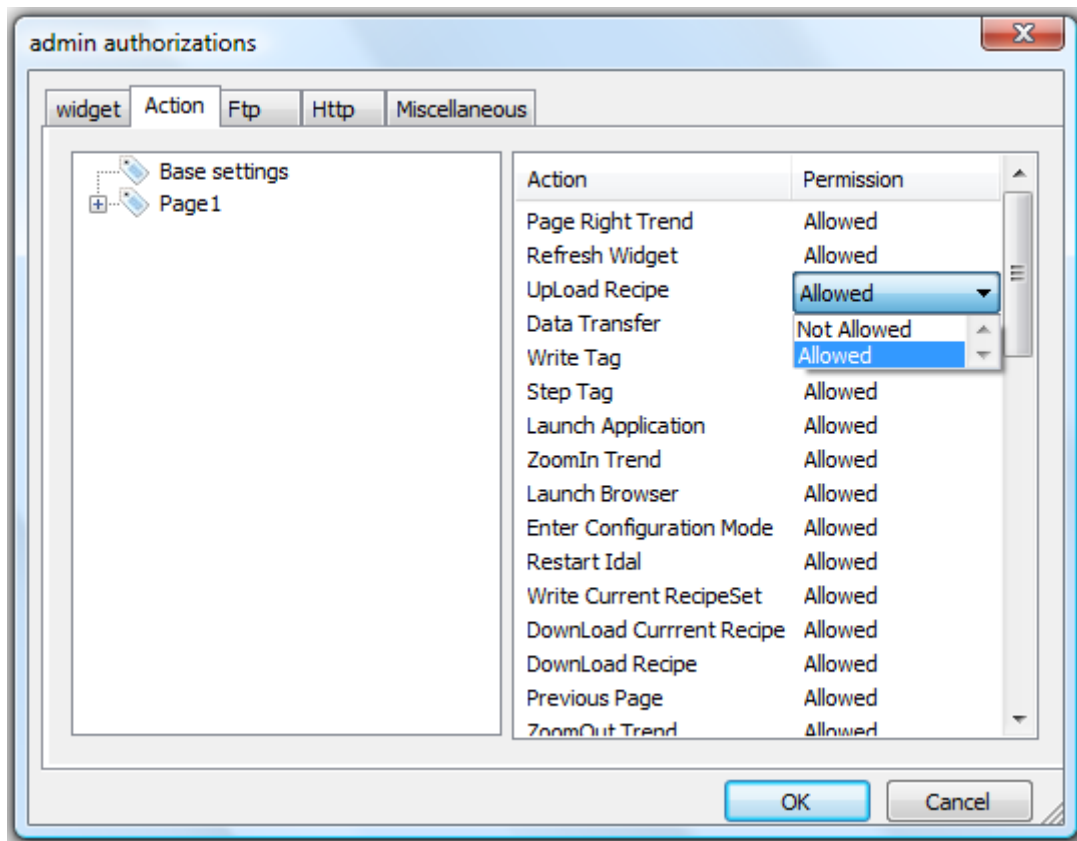 admin authorizations
widget Action Ftp Http Miscellaneous
Base settings
Page1
Action Permission
Page Right Trend Allowed
Refresh Widget Allowed
UpLoad Recipe Allowed
Data Transfer Not Allowed
Write Tag Allowed
Step Tag Allowed
Launch Application Allowed
ZoomIn Trend Allowed
Launch Browser Allowed
Enter Configuration Mode Allowed
Restart Idal Allowed
Write Current RecipeSet Allowed
DownLoad Currrent Recipe Allowed
DownLoad Recipe Allowed
Previous Page Allowed
ZoomOut Trend Allowed
OK Cancel